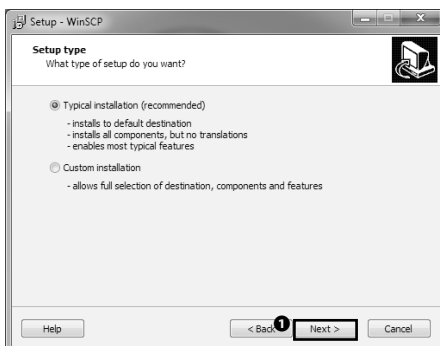 Setup - WinSCP
Setup type
What type of setup do you want?
Typical installation (recommended)
- installs to default destination
- installs all components, but no translations
- enables most typical features
Custom installation
- allows full selection of destination, components and features
Help
< Back
1
Next >
Cancel